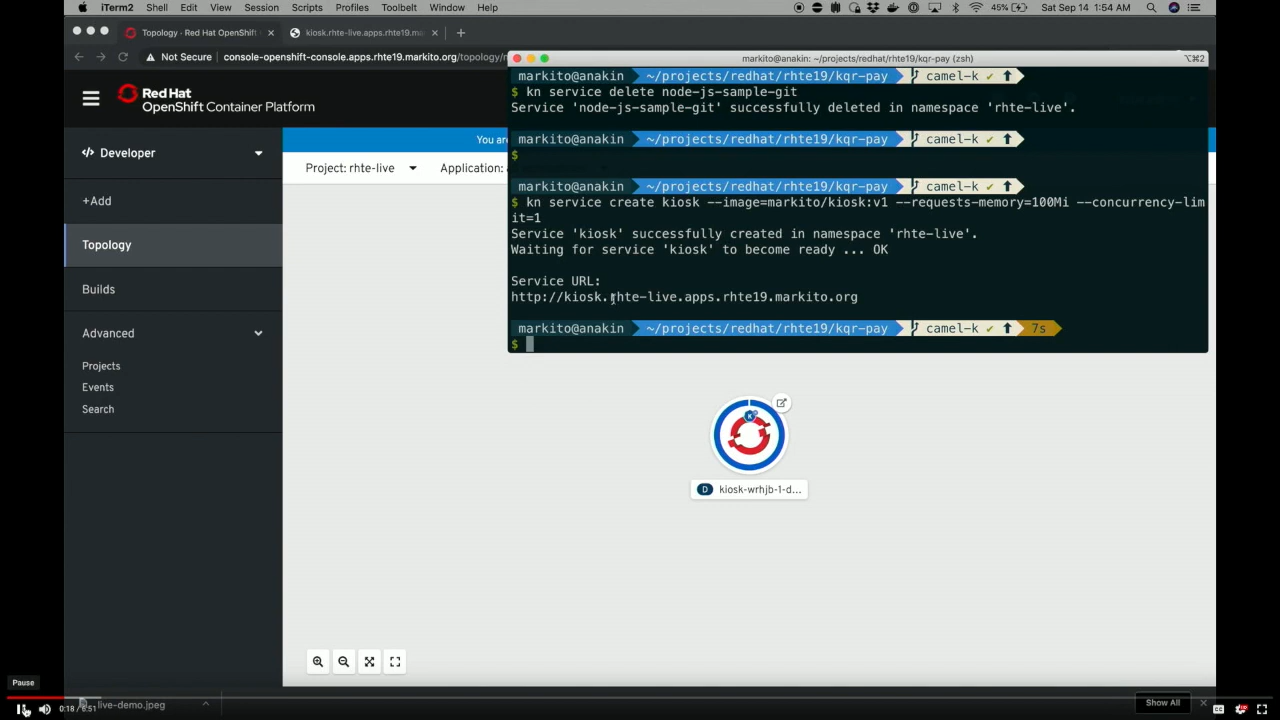 iTerm2 Shell Edit View Session Scripts Profiles Toolbelt Window Help 45% Sat Sep 14 1:54 AM
Topology · Red Hat OpenShift
kiosk.rhte-live.apps.rhte19.ma
Not Secure console-openshift-console.apps.rhte19.markito.org/topology/
markito@anakin: ~/projects/redhat/rhte19/kqr-pay (zsh) ⌥⌘2
markito@anakin ~/projects/redhat/rhte19/kqr-pay camel-k ✔ ⬆
$ kn service delete node-js-sample-git
Service 'node-js-sample-git' successfully deleted in namespace 'rhte-live'.
markito@anakin ~/projects/redhat/rhte19/kqr-pay camel-k ✔ ⬆
$
markito@anakin ~/projects/redhat/rhte19/kqr-pay camel-k ✔ ⬆
$ kn service create kiosk --image=markito/kiosk:v1 --requests-memory=100Mi --concurrency-lim
it=1
Service 'kiosk' successfully created in namespace 'rhte-live'.
Waiting for service 'kiosk' to become ready ... OK
Service URL:
http://kiosk.rhte-live.apps.rhte19.markito.org
markito@anakin ~/projects/redhat/rhte19/kqr-pay camel-k ✔ ⬆ 7s
$
Red Hat
OpenShift Container Platform
You are
Developer
Project: rhte-live
Application:
+Add
Topology
Builds
Advanced
Projects
Events
Search
K
D kiosk-wrhjb-1-d...
Pause
live-demo.jpeg
Show All
0:18 / 6:51